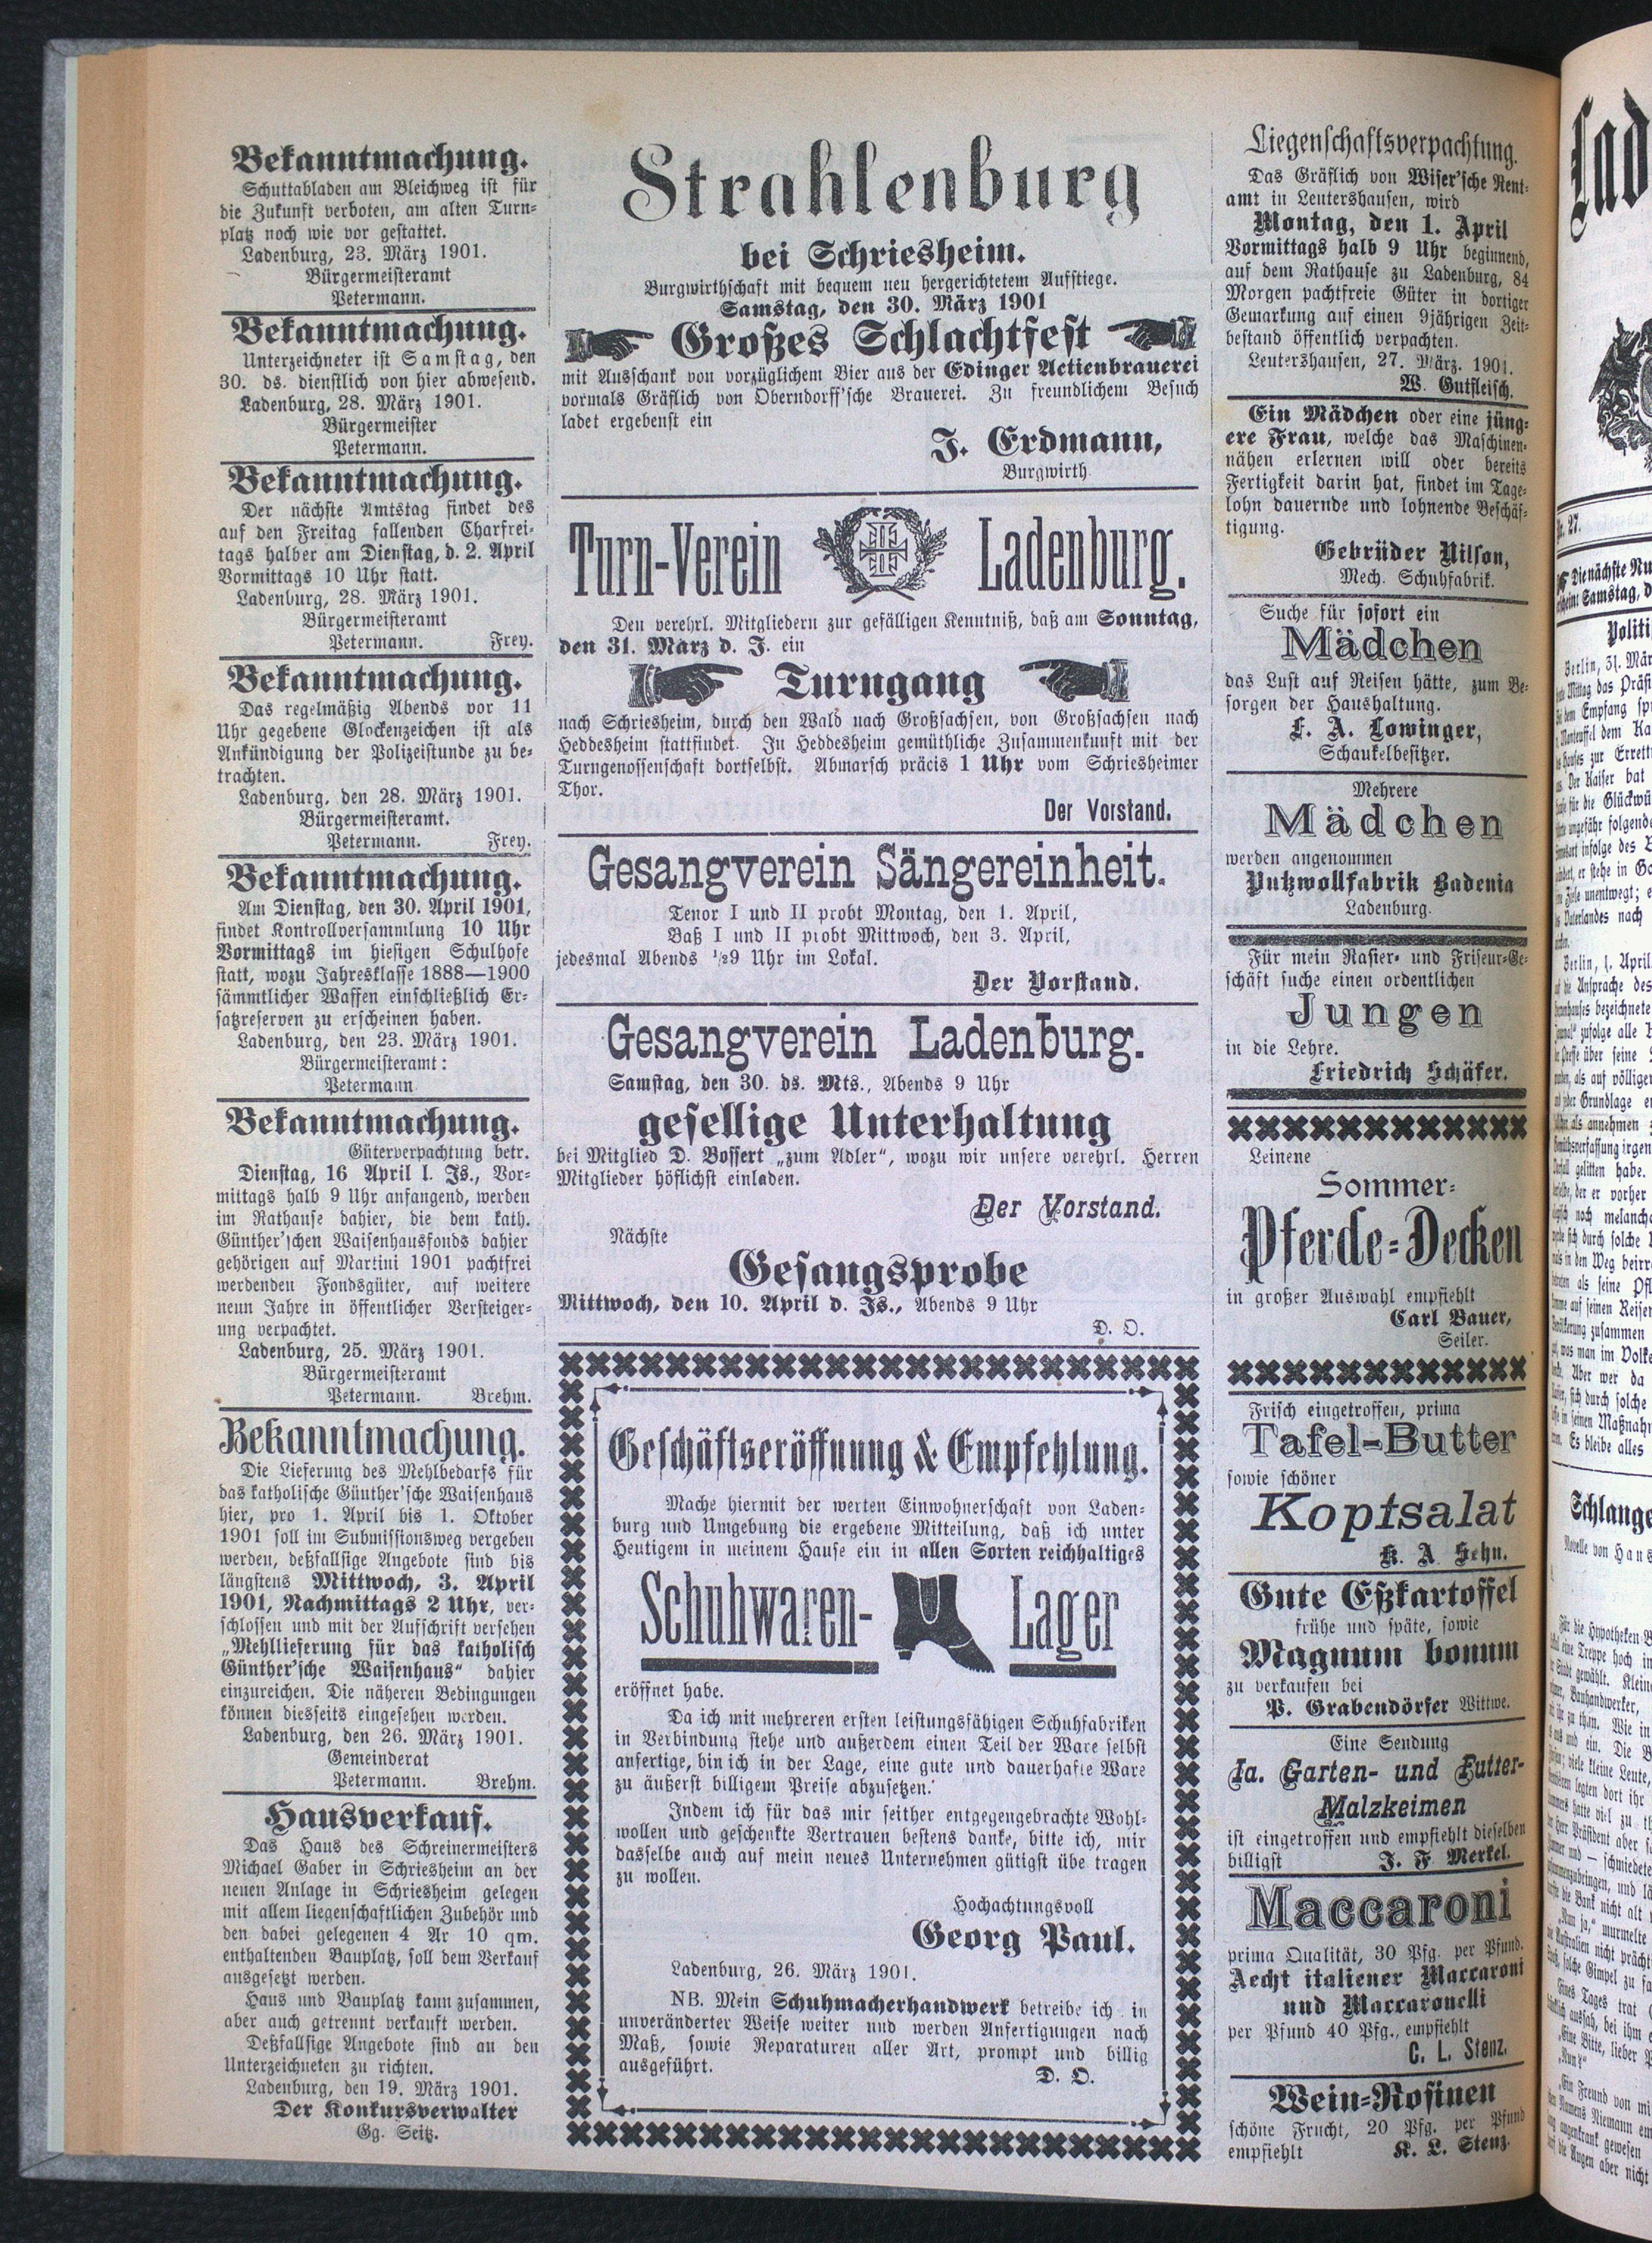 Bekanntmachung.
Schuttabladen am Bleichweg ist für
die Zukunft verboten, am alten Turn-
platz noch wie vor gestattet.
Ladenburg, 23. März 1901.
Bürgermeisteramt
Petermann.
Bekanntmachung.
Unterzeichneter ist Samstag, den
30. ds. dienstlich von hier abwesend.
Ladenburg, 28. März 1901.
Bürgermeister
Petermann.
Bekanntmachung.
Der nächste Amtstag findet des
auf den Freitag fallenden Charfrei-
tags halber am Dienstag, d. 2. April
Vormittags 10 Uhr statt.
Ladenburg, 28. März 1901.
Bürgermeisteramt
Petermann. Frey.
Bekanntmachung.
Das regelmäßig Abends vor 11
Uhr gegebene Glockenzeichen ist als
Ankündigung der Polizeistunde zu be-
trachten.
Ladenburg, den 28. März 1901.
Bürgermeisteramt.
Petermann. Frey.
Bekanntmachung.
Am Dienstag, den 30. April 1901,
findet Kontrollversammlung 10 Uhr
Vormittags im hiesigen Schulhofe
statt, wozu Jahresklasse 1888—1900
sämmtlicher Waffen einschließlich Er-
satzreserven zu erscheinen haben.
Ladenburg, den 23. März 1901.
Bürgermeisteramt:
Petermann
Bekanntmachung.
Güterverpachtung betr.
Dienstag, 16 April l. Js., Vor-
mittags halb 9 Uhr anfangend, werden
im Rathause dahier, die dem kath.
Günther'schen Waisenhausfonds dahier
gehörigen auf Martini 1901 pachtfrei
werdenden Fondsgüter, auf weitere
neun Jahre in öffentlicher Versteiger-
ung verpachtet.
Ladenburg, 25. März 1901.
Bürgermeisteramt
Petermann. Brehm.
Bekanntmachung.
Die Lieferung des Mehlbedarfs für
das katholische Günther'sche Waisenhaus
hier, pro 1. April bis 1. Oktober
1901 soll im Submissionsweg vergeben
werden, deßfallsige Angebote sind bis
längstens Mittwoch, 3. April
1901, Nachmittags 2 Uhr, ver-
schlossen und mit der Aufschrift versehen
„Mehllieferung für das katholisch
Günther'sche Waisenhaus“ dahier
einzureichen. Die näheren Bedingungen
können diesseits eingesehen werden.
Ladenburg, den 26. März 1901.
Gemeinderat
Petermann. Brehm.
Hausverkauf.
Das Haus des Schreinermeisters
Michael Gaber in Schriesheim an der
neuen Anlage in Schriesheim gelegen
mit allem liegenschaftlichen Zubehör und
den dabei gelegenen 4 Ar 10 qm.
enthaltenden Bauplatz, soll dem Verkauf
ausgesetzt werden.
Haus und Bauplatz kann zusammen,
aber auch getrennt verkauft werden.
Deßfallsige Angebote sind an den
Unterzeichneten zu richten.
Ladenburg, den 19. März 1901.
Der Konkursverwalter
Gg. Seitz.
Strahlenburg
bei Schriesheim.
Burgwirthschaft mit bequem neu hergerichtetem Aufstiege.
Samstag, den 30. März 1901
Großes Schlachtfest
mit Ausschank von vorzüglichem Bier aus der Edinger Actienbrauerei
vormals Gräflich von Oberndorff'sche Brauerei. Zu freundlichem Besuch
ladet ergebenst ein
J. Erdmann,
Burgwirth.
Turn-Verein Ladenburg.
Den verehrl. Mitgliedern zur gefälligen Kenntniß, daß am Sonntag,
den 31. März d. J. ein
Turngang
nach Schriesheim, durch den Wald nach Großsachsen, von Großsachsen nach
Heddesheim stattfindet. In Heddesheim gemüthliche Zusammenkunft mit der
Turngenossenschaft dortselbst. Abmarsch präcis 1 Uhr vom Schriesheimer
Thor.
Der Vorstand.
Gesangverein Sängereinheit.
Tenor I und II probt Montag, den 1. April,
Baß I und II probt Mittwoch, den 3. April,
jedesmal Abends ½9 Uhr im Lokal.
Der Vorstand.
Gesangverein Ladenburg.
Samstag, den 30. ds. Mts., Abends 9 Uhr
gesellige Unterhaltung
bei Mitglied D. Bossert „zum Adler“, wozu wir unsere verehrl. Herren
Mitglieder höflichst einladen.
Der Vorstand.
Nächste
Gesangsprobe
Mittwoch, den 10. April d. Js., Abends 9 Uhr
D. O.
Geschäftseröffnung & Empfehlung.
Mache hiermit der werten Einwohnerschaft von Laden-
burg und Umgebung die ergebene Mitteilung, daß ich unter
Heutigem in meinem Hause ein in allen Sorten reichhaltiges
Schuhwaren- Lager
eröffnet habe.
Da ich mit mehreren ersten leistungsfähigen Schuhfabriken
in Verbindung stehe und außerdem einen Teil der Ware selbst
anfertige, bin ich in der Lage, eine gute und dauerhafte Ware
zu äußerst billigem Preise abzusetzen.
Indem ich für das mir seither entgegengebrachte Wohl-
wollen und geschenkte Vertrauen bestens danke, bitte ich, mir
dasselbe auch auf mein neues Unternehmen gütigst übe tragen
zu wollen.
Hochachtungsvoll
Georg Paul.
Ladenburg, 26. März 1901.
NB. Mein Schuhmacherhandwerk betreibe ich in
unveränderter Weise weiter und werden Anfertigungen nach
Maß, sowie Reparaturen aller Art, prompt und billig
ausgeführt.
D. O.
Liegenschaftsverpachtung.
Das Gräflich von Wiser'sche Rent-
amt in Leutershausen, wird
Montag, den 1. April
Vormittags halb 9 Uhr beginnend,
auf dem Rathause zu Ladenburg, 84
Morgen pachtfreie Güter in dortiger
Gemarkung auf einen 9jährigen Zeit-
bestand öffentlich verpachten.
Leutershausen, 27. März. 1901.
W. Gutfleisch.
Ein Mädchen oder eine jüng-
ere Frau, welche das Maschinen-
nähen erlernen will oder bereits
Fertigkeit darin hat, findet im Tage-
lohn dauernde und lohnende Beschäf-
tigung.
Gebrüder Nilson,
Mech. Schuhfabrik.
Suche für sofort ein
Mädchen
das Lust auf Reisen hätte, zum Be-
sorgen der Haushaltung.
F. A. Lowinger,
Schaukelbesitzer.
Mehrere
Mädchen
werden angenommen
Putzwollfabrik Badenia
Ladenburg.
Für mein Rasier- und Friseur-Ge-
schäft suche einen ordentlichen
Jungen
in die Lehre.
Friedrich Schäfer.
Leinene
Sommer-
Pferde-Decken
in großer Auswahl empfiehlt
Carl Bauer,
Seiler.
Frisch eingetroffen, prima
Tafel-Butter
sowie schöner
Kopfsalat
K. A Hehn.
Gute Eßkartoffel
frühe und späte, sowie
Magnum bonum
zu verkaufen bei
P. Grabendörfer Wittwe.
Eine Sendung
Ia. Garten- und Futter-
Malzkeimen
ist eingetroffen und empfiehlt dieselben
billigst J. F Merkel.
Maccaroni
prima Qualität, 30 Pfg. per Pfund.
Aecht italiener Maccaroni
und Maccaronelli
per Pfund 40 Pfg., empfiehlt
C. L. Stenz.
Wein-Rosinen
schöne Frucht, 20 Pfg. per Pfund
empfiehlt K. L. Stenz.
Lad
Nr. 27.
Die nächste Nu
Samstag, d
Politi
Berlin, 31. Mär
Schlange
Novelle von Hans